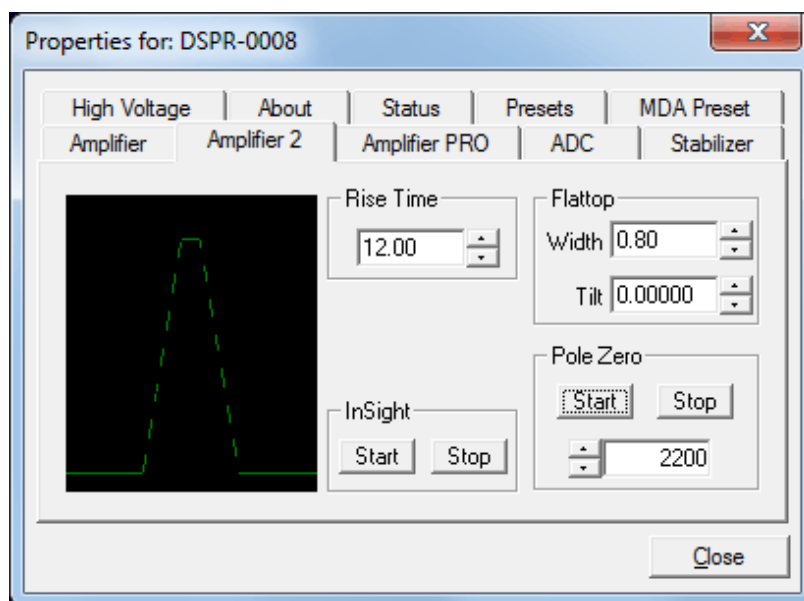 Properties for: DSPR-0008
X
High Voltage About Status Presets MDA Preset
Amplifier Amplifier 2 Amplifier PRO ADC Stabilizer
Rise Time
12.00
Flattop
Width 0.80
Tilt 0.00000
InSight
Start Stop
Pole Zero
Start Stop
2200
Close